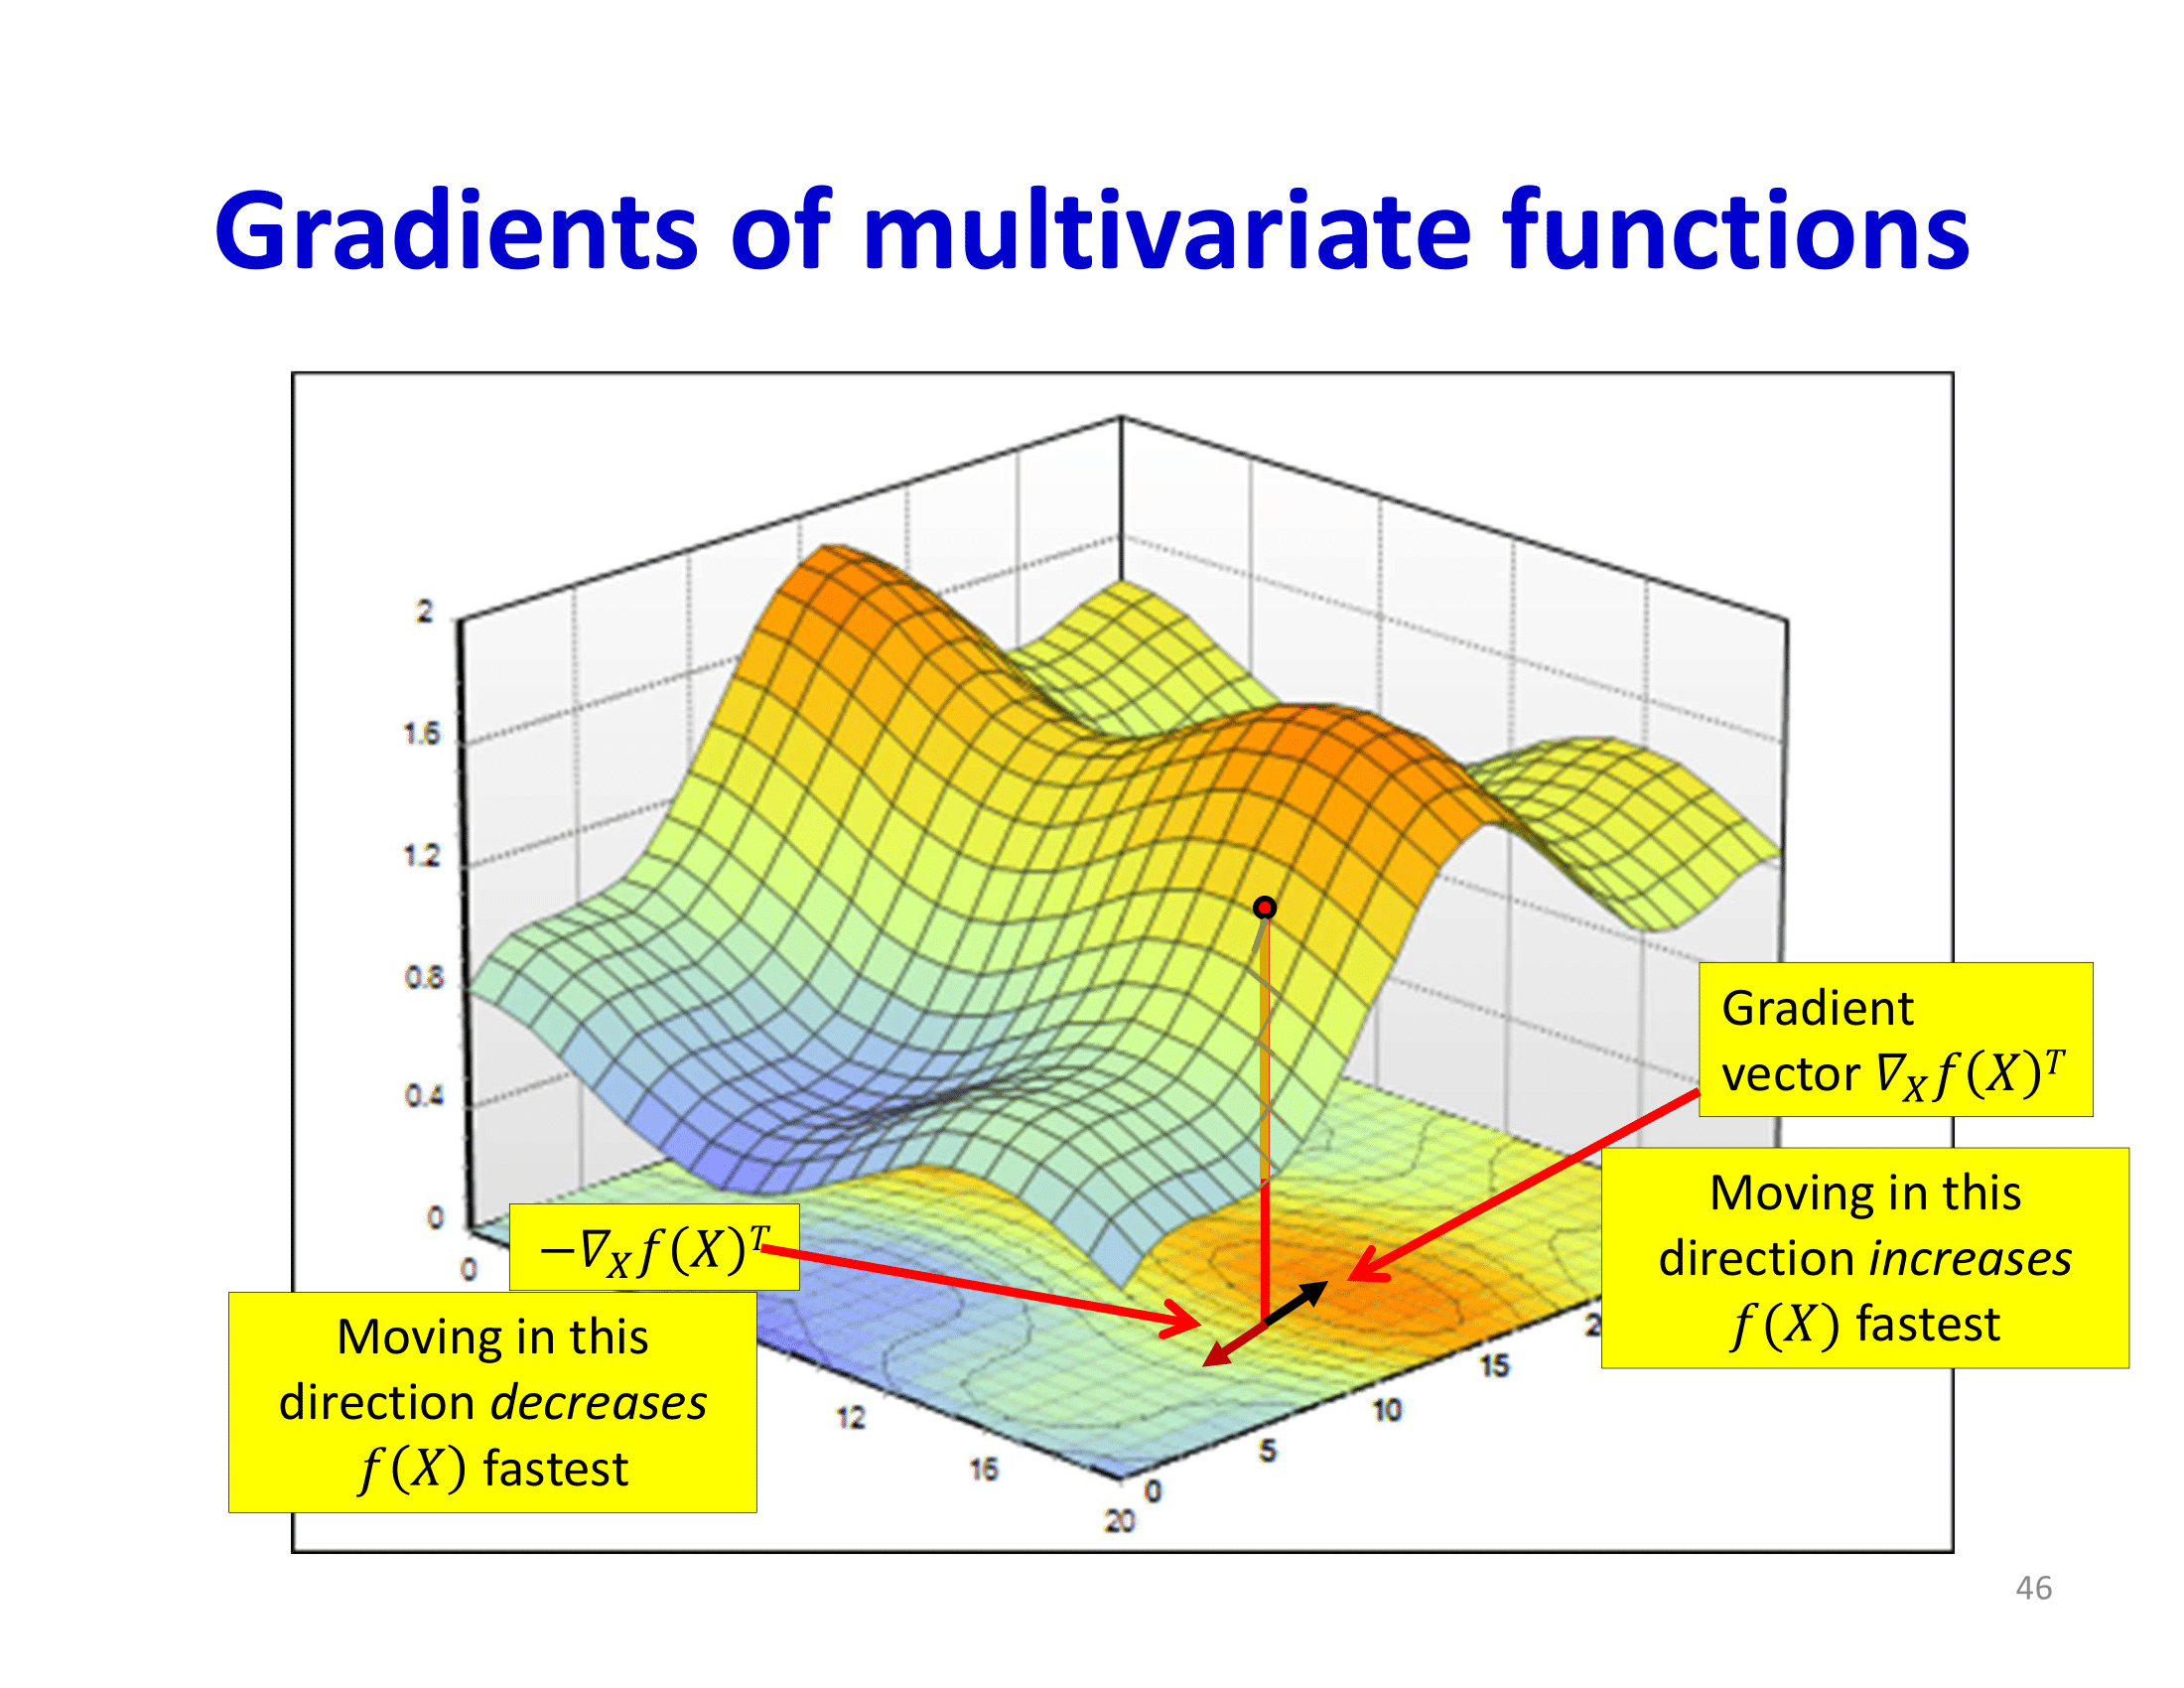 Gradients of multivariate functions
2
1.6
1.2
0.8
0.4
0
0
12
16
20
0
5
10
15
2
Gradient
vector ∇_X f(X)^T
Moving in this
direction increases
f(X) fastest
−∇_X f(X)^T
Moving in this
direction decreases
f(X) fastest
46